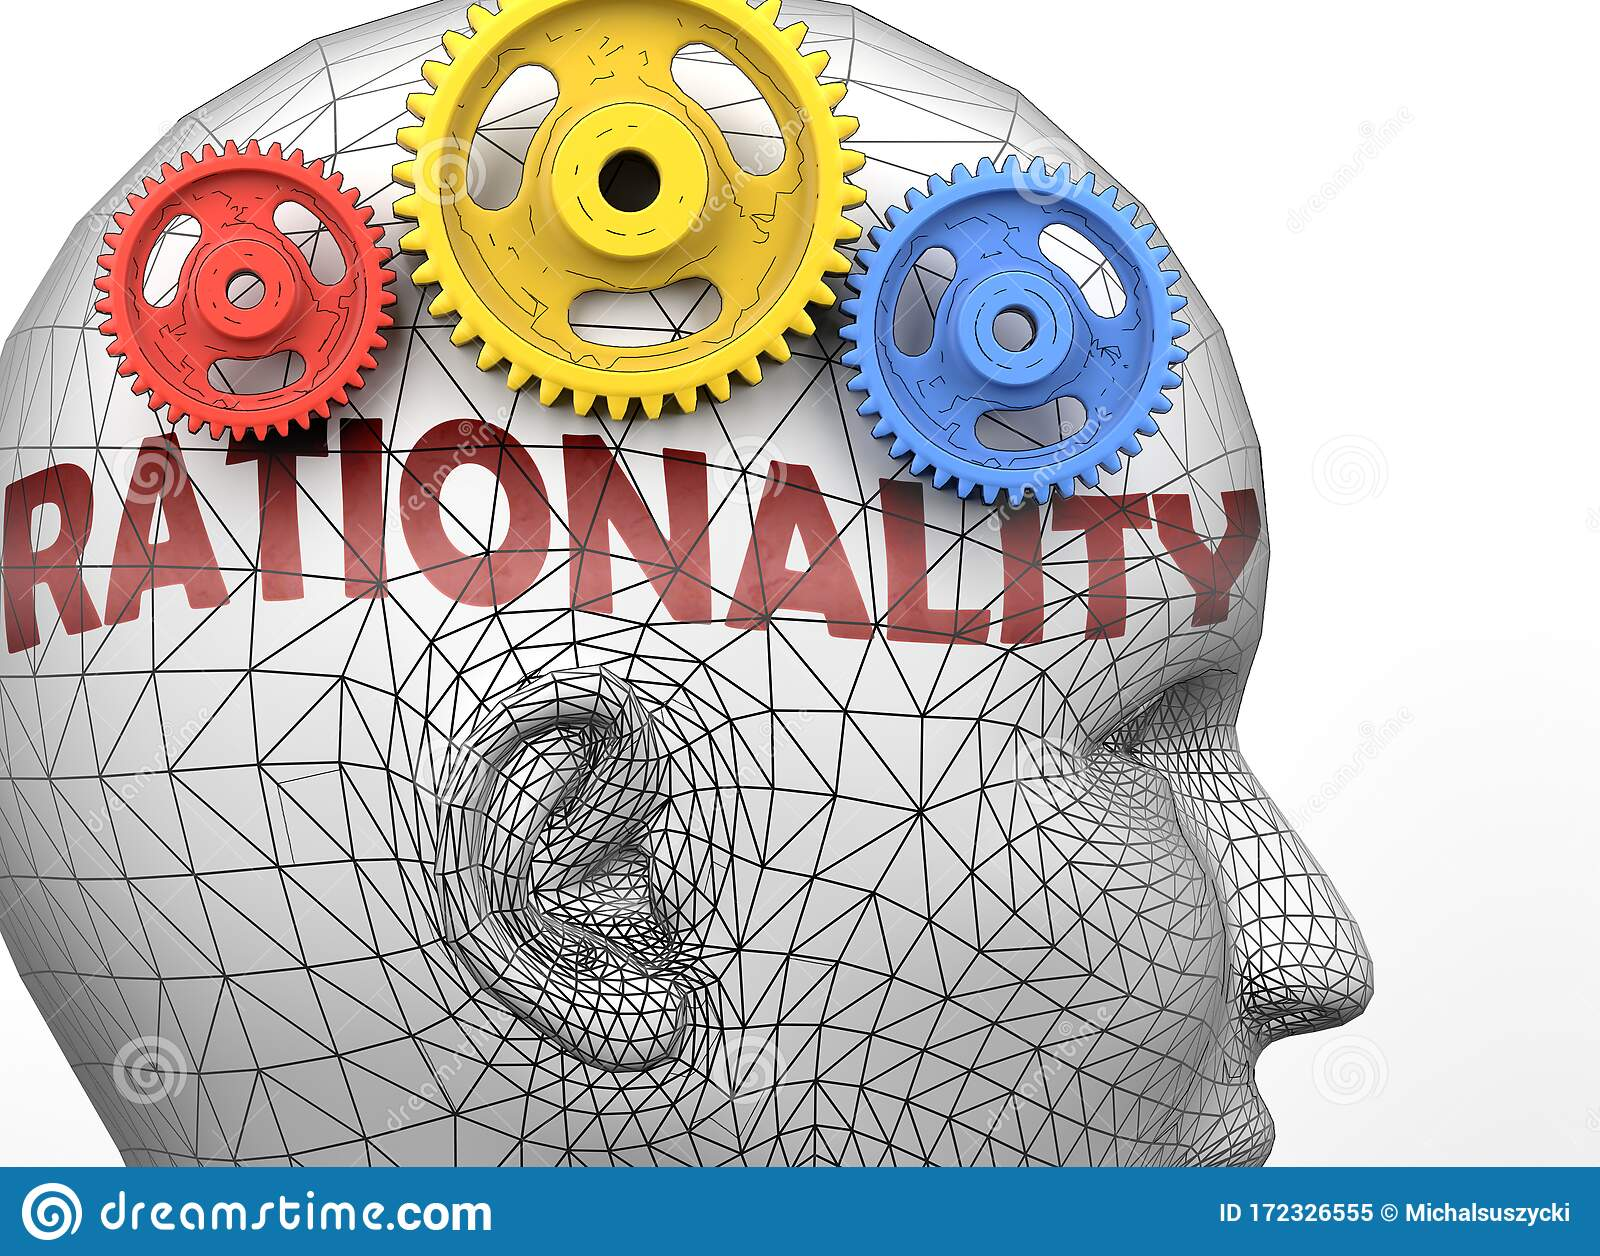 RATIONALITY
dreamstime.com
ID 172326555 © Michalsuszycki